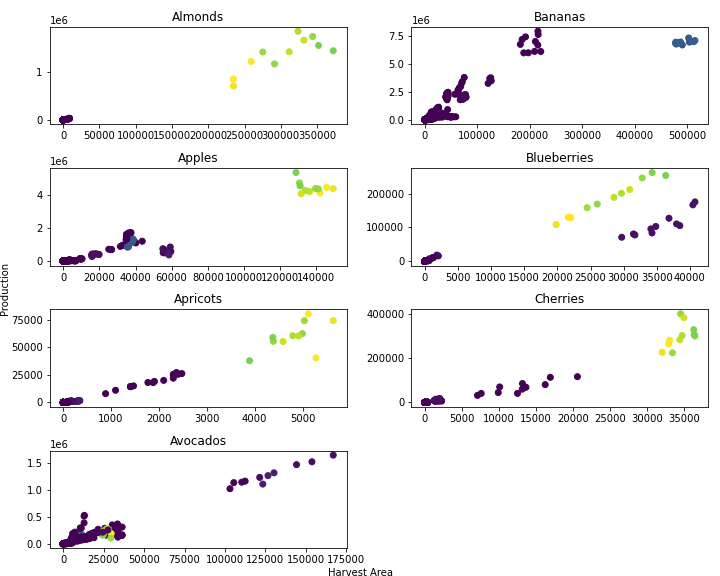 Almonds
1e6
1
0
0 50000 100000 150000 200000 250000 300000 350000
Bananas
1e6
7.5
5.0
2.5
0.0
0 100000 200000 300000 400000 500000
Apples
1e6
4
2
0
0 20000 40000 60000 80000 100000 120000 140000
Blueberries
200000
100000
0
0 5000 10000 15000 20000 25000 30000 35000 40000
Production
Apricots
75000
50000
25000
0
0 1000 2000 3000 4000 5000
Cherries
400000
200000
0
0 5000 10000 15000 20000 25000 30000 35000
Avocados
1e6
1.5
1.0
0.5
0.0
0 25000 50000 75000 100000 125000 150000 175000
Harvest Area